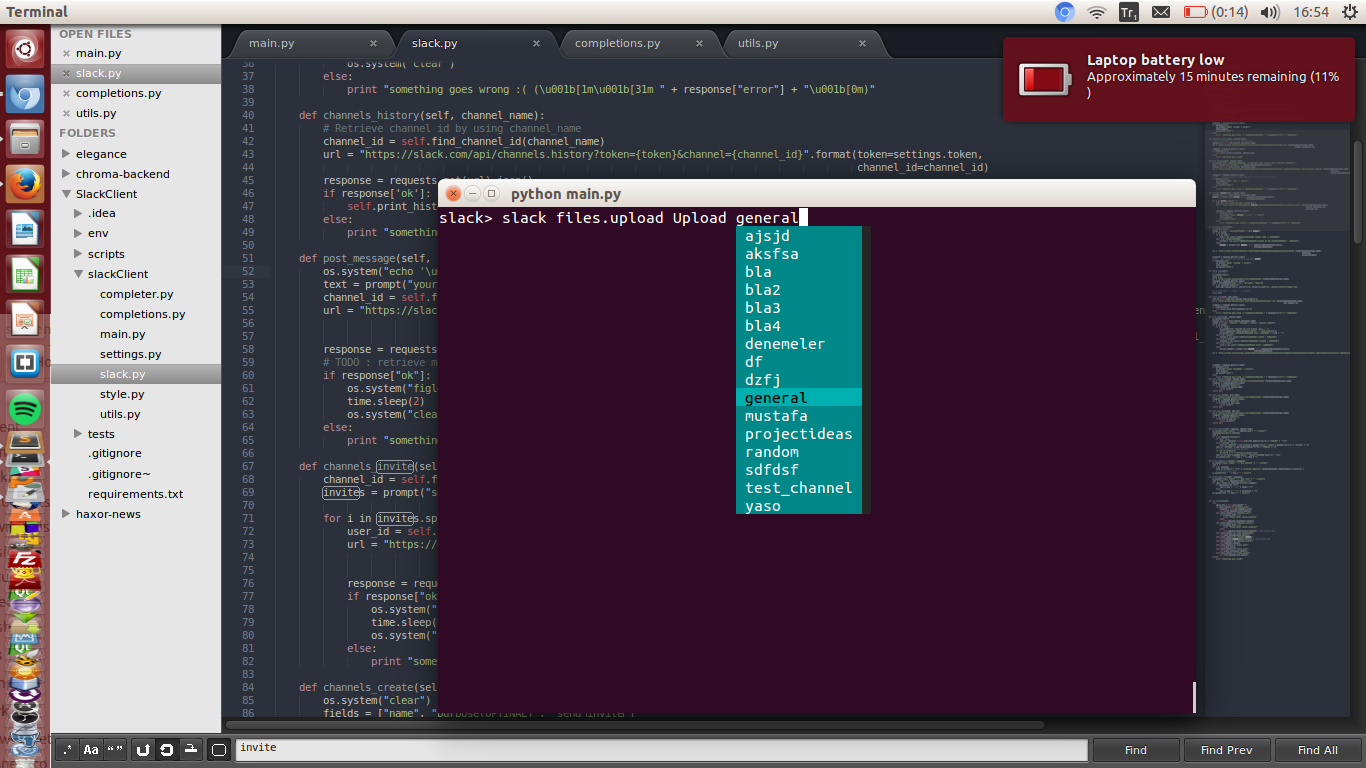 Terminal
Tr1
(0:14)
16:54
OPEN FILES
main.py
slack.py
completions.py
utils.py
FOLDERS
elegance
chroma-backend
SlackClient
.idea
env
scripts
slackClient
completer.py
completions.py
main.py
settings.py
slack.py
style.py
utils.py
tests
.gitignore
.gitignore~
requirements.txt
haxor-news
main.py
slack.py
completions.py
utils.py
Laptop battery low
Approximately 15 minutes remaining (11%
)
36 os.system("clear")
37 else:
38 print "something goes wrong :( (\u001b[1m\u001b[31m " + response["error"] + "\u001b[0m)"
39
40 def channels_history(self, channel_name):
41 # Retrieve channel id by using channel_name
42 channel_id = self.find_channel_id(channel_name)
43 url = "https://slack.com/api/channels.history?token={token}&channel={channel_id}".format(token=settings.token,
44 channel_id=channel_id)
45 response = requests
46 if response['ok']:
47 self.print_hist
48 else:
49 print "somethin
50
51 def post_message(self,
52 os.system("echo '\u
53 text = prompt("your
54 channel_id = self.f
55 url = "https://slac
56
57
58 response = requests
59 # TODO : retrieve m
60 if response["ok"]:
61 os.system("figl
62 time.sleep(2)
63 os.system("clea
64 else:
65 print "somethin
66
67 def channels_invite(sel
68 channel_id = self.f
69 invites = prompt("s
70
71 for i in invites.sp
72 user_id = self.
73 url = "https://
74
75
76 response = requ
77 if response["ok
78 os.system("
79 time.sleep(
80 os.system("
81 else:
82 print "some
83
84 def channels_create(sel
85 os.system("clear")
86 fields = ["name", "purpose(OPTINAL)", "send invite"]
python main.py
slack> slack files.upload Upload general
ajsjd
aksfsa
bla
bla2
bla3
bla4
denemeler
df
dzfj
general
mustafa
projectideas
random
sdfdsf
test_channel
yaso
.*
Aa
“ ”
invite
Find
Find Prev
Find All